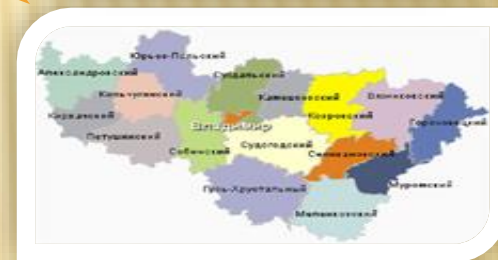 Юрьев-Польский
Александровский
Суздальский
Кольчугинский
Камешковский
Вязниковский
Киржачский
Ковровский
Гороховецкий
Владимир
Петушинский
Собинский
Судогодский
Селивановский
Гусь-Хрустальный
Муромский
Меленковский